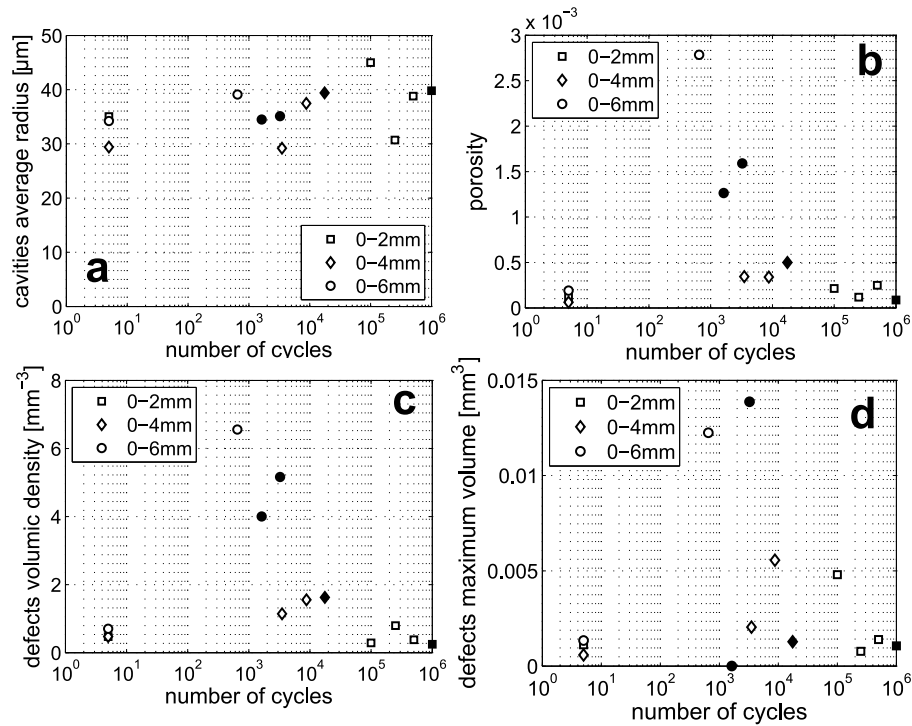 a
cavities average radius [µm]
60
50
40
30
20
10
0
10^0 10^1 10^2 10^3 10^4 10^5 10^6
number of cycles
0−2mm
0−4mm
0−6mm
b
x 10^−3
porosity
3
2.5
2
1.5
1
0.5
0
10^0 10^1 10^2 10^3 10^4 10^5 10^6
number of cycles
0−2mm
0−4mm
0−6mm
c
defects volumic density [mm^−3]
8
6
4
2
0
10^0 10^1 10^2 10^3 10^4 10^5 10^6
number of cycles
0−2mm
0−4mm
0−6mm
d
defects maximum volume [mm^3]
0.015
0.01
0.005
0
10^0 10^1 10^2 10^3 10^4 10^5 10^6
number of cycles
0−2mm
0−4mm
0−6mm